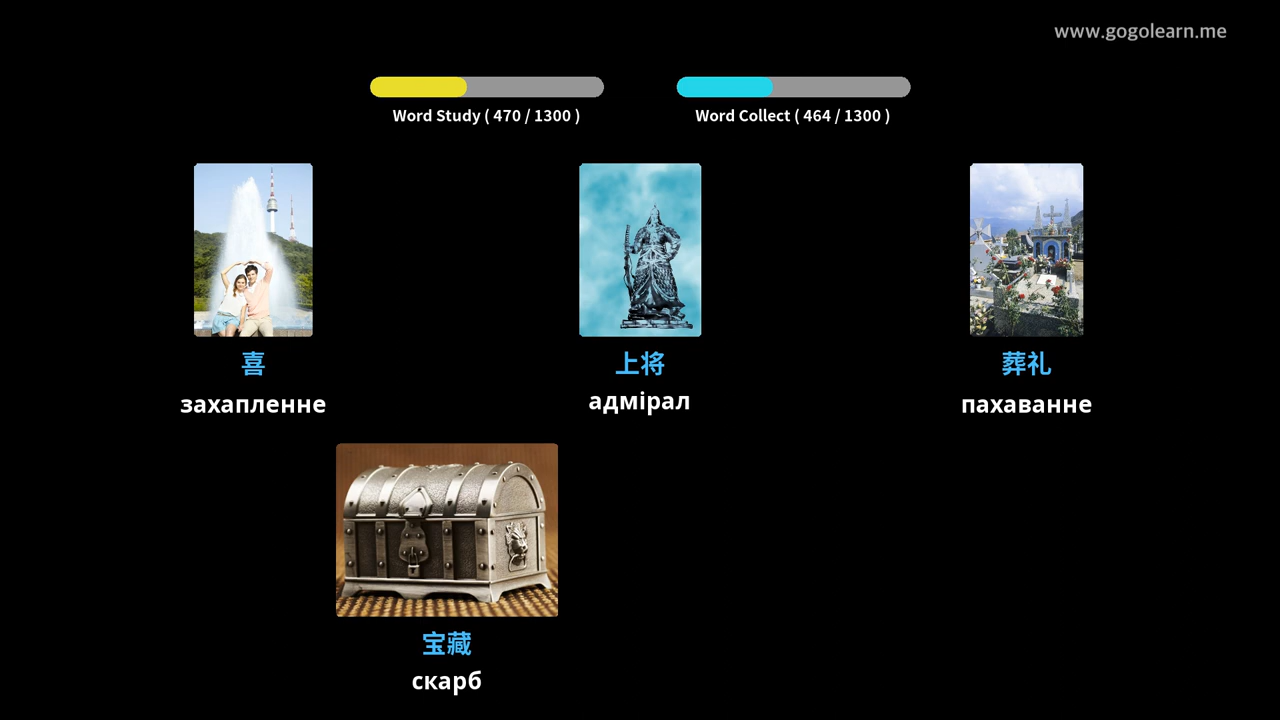 www.gogolearn.me
Word Study ( 470 / 1300 )
Word Collect ( 464 / 1300 )
喜
захапленне
上将
адмірал
葬礼
пахаванне
宝藏
скарб